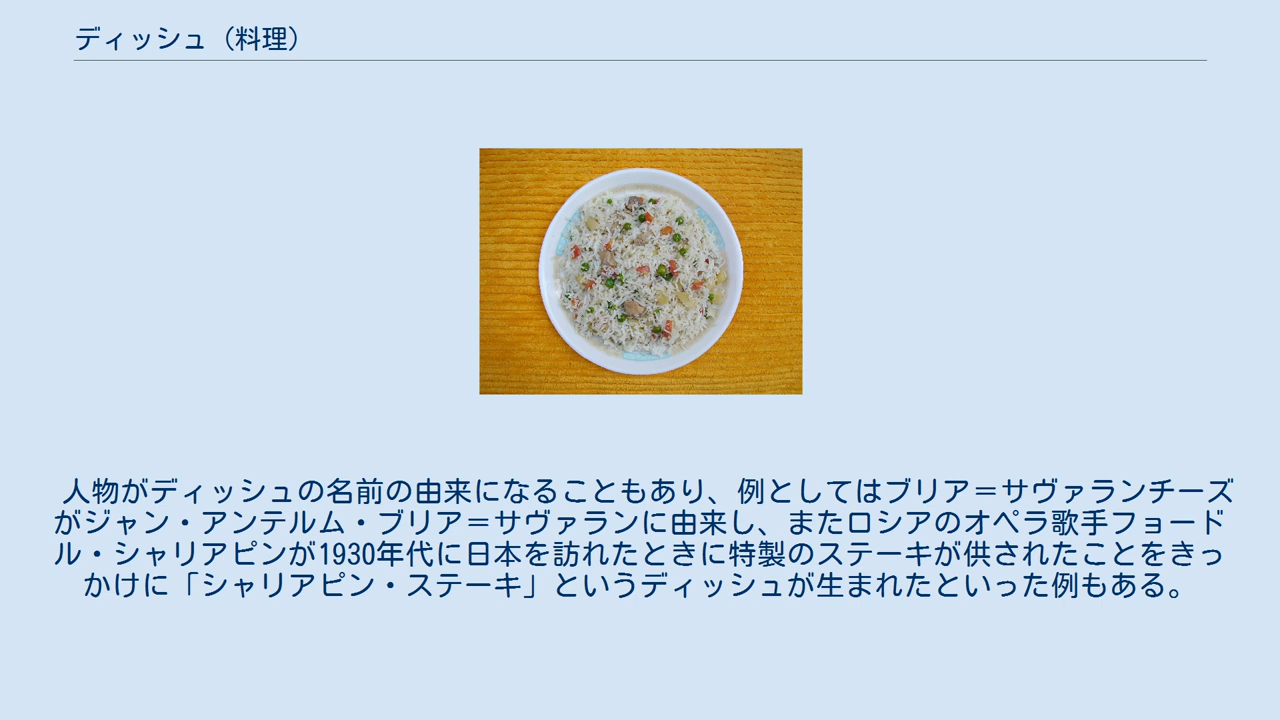 ディッシュ（料理）
人物がディッシュの名前の由来になることもあり、例としてはブリア＝サヴァランチーズ
がジャン・アンテルム・ブリア＝サヴァランに由来し、またロシアのオペラ歌手フョード
ル・シャリアピンが1930年代に日本を訪れたときに特製のステーキが供されたことをきっ
かけに「シャリアピン・ステーキ」というディッシュが生まれたといった例もある。